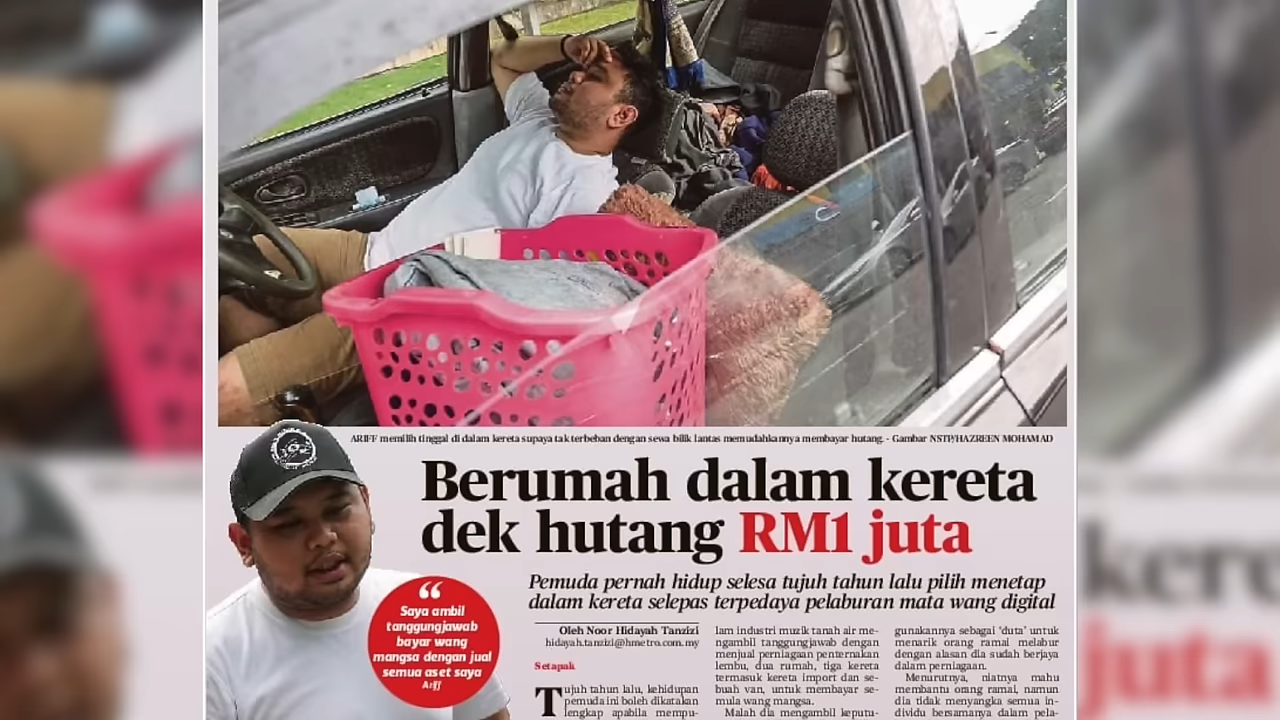 ARIFF memilih tinggal di dalam kereta supaya tak terbeban dengan sewa bilik lantas memudahkannya membayar hutang. - Gambar NSTP/HAZREEN MOHAMAD
Berumah dalam kereta
dek hutang RM1 juta
Pemuda pernah hidup selesa tujuh tahun lalu pilih menetap
dalam kereta selepas terpedaya pelaburan mata wang digital
“
Saya ambil
tanggungjawab
bayar wang
mangsa dengan jual
semua aset saya
Ariff
Oleh Noor Hidayah Tanzizi
hidayah.tanzizi@hmetro.com.my
Setapak
Tujuh tahun lalu, kehidupan
pemuda ini boleh dikatakan
lengkap apabila mempu-
lam industri muzik tanah air me-
ngambil tanggungjawab dengan
menjual perniagaan penternakan
lembu, dua rumah, tiga kereta
termasuk kereta import dan se-
buah van, untuk membayar se-
mula wang mangsa.
Malah dia mengambil keputu-
gunakannya sebagai 'duta' untuk
menarik orang ramai melabur
dengan alasan dia sudah berjaya
dalam perniagaan.
Menurutnya, niatnya mahu
membantu orang ramai, namun
dia tidak menyangka semua in-
dividu bersamanya dalam pela-